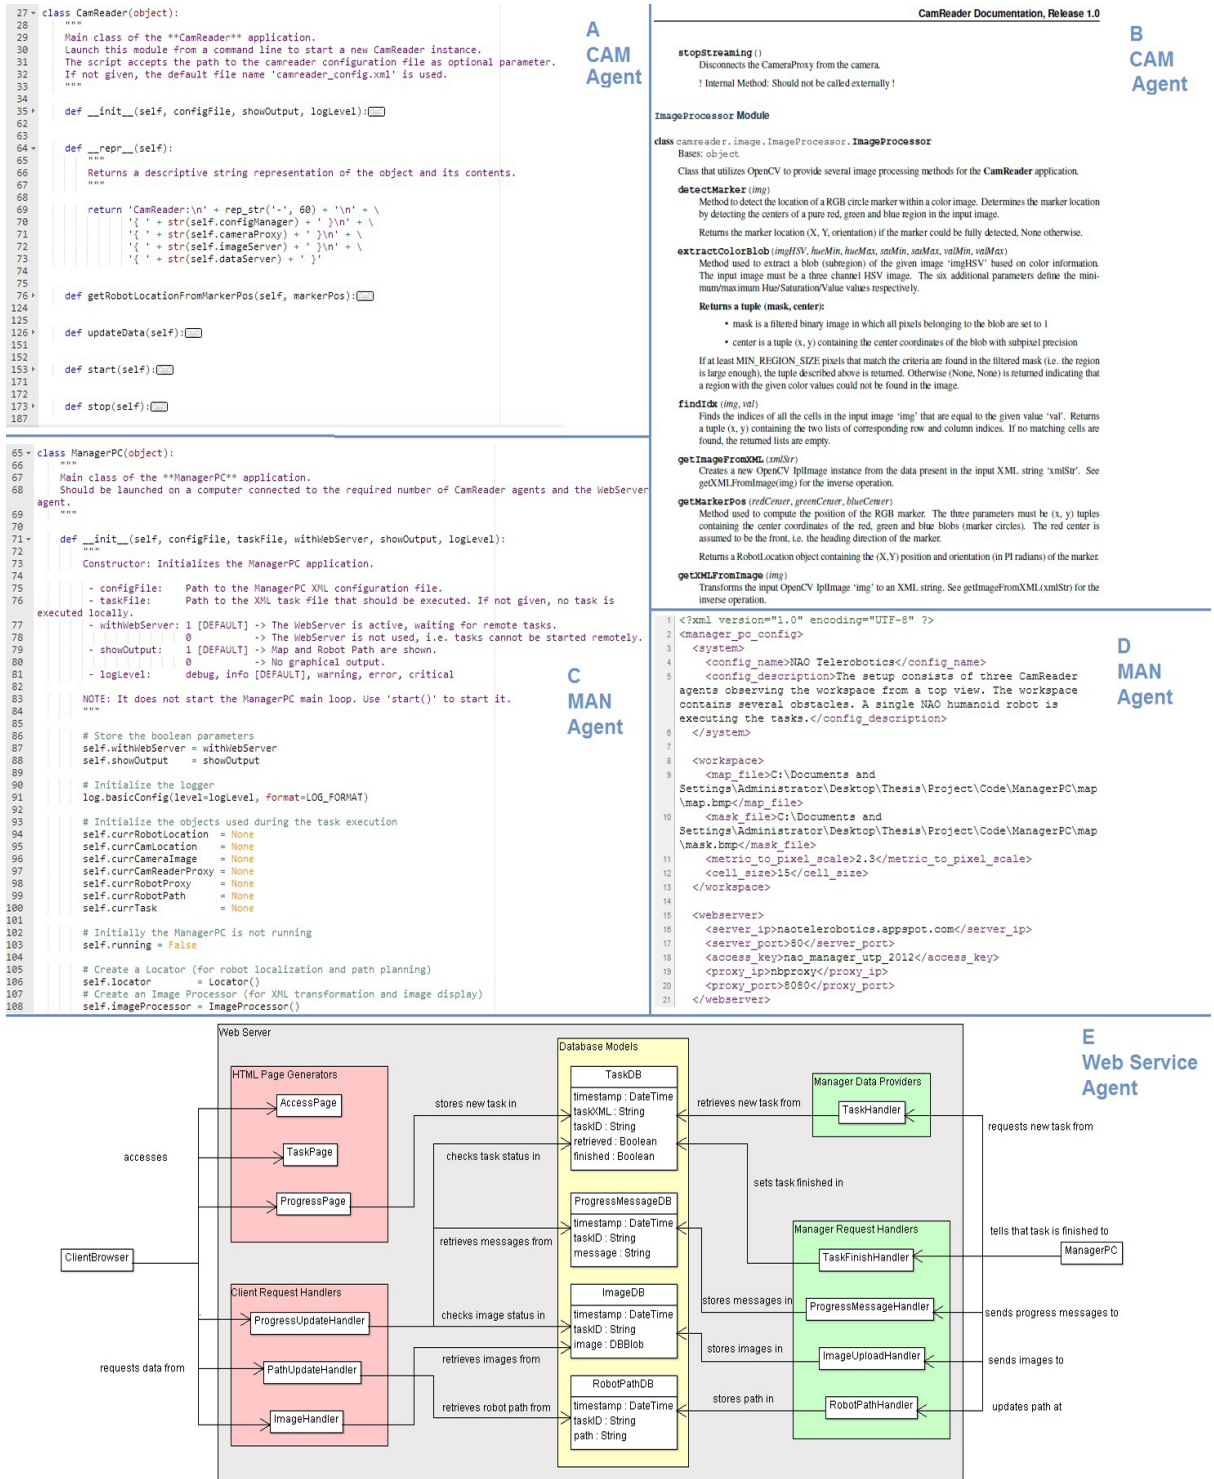 27 class CamReader(object):
28 """
29 Main class of the **CamReader** application.
30 Launch this module from a command line to start a new CamReader instance.
31 The script accepts the path to the camreader configuration file as optional parameter.
32 If not given, the default file name 'camreader_config.xml' is used.
33 """
34
35 def __init__(self, configFile, showOutput, logLevel):
62
63
64 def __repr__(self):
65 """
66 Returns a descriptive string representation of the object and its contents.
67 """
68
69 return 'CamReader:\n' + rep_str('-', 60) + '\n' + \
70 '{ ' + str(self.configManager) + ' }\n' + \
71 '{ ' + str(self.cameraProxy) + ' }\n' + \
72 '{ ' + str(self.imageServer) + ' }\n' + \
73 '{ ' + str(self.dataServer) + ' }'
74
75
76 def getRobotLocationFromMarkerPos(self, markerPos):
124
125
126 def updateData(self):
151
152
153 def start(self):
171
172
173 def stop(self):
187
A
CAM
Agent
CamReader Documentation, Release 1.0
stopStreaming()
Disconnects the CameraProxy from the camera.
! Internal Method: Should not be called externally !
ImageProcessor Module
class camreader.image.ImageProcessor.ImageProcessor
Bases: object
Class that utilizes OpenCV to provide several image processing methods for the CamReader application.
detectMarker(img)
Method to detect the location of a RGB circle marker within a color image. Determines the marker location
by detecting the centers of a pure red, green and blue region in the input image.
Returns the marker location (X, Y, orientation) if the marker could be fully detected, None otherwise.
extractColorBlob(imgHSV, hueMin, hueMax, satMin, satMax, valMin, valMax)
Method used to extract a blob (subregion) of the given image 'imgHSV' based on color information.
The input image must be a three channel HSV image. The six additional parameters define the mini-
mum/maximum Hue/Saturation/Value values respectively.
Returns a tuple (mask, center):
• mask is a filtered binary image in which all pixels belonging to the blob are set to 1
• center is a tuple (x, y) containing the center coordinates of the blob with subpixel precision
If at least MIN_REGION_SIZE pixels that match the criteria are found in the filtered mask (i.e. the region
is large enough), the tuple described above is returned. Otherwise (None, None) is returned indicating that
a region with the given color values could not be found in the image.
findIdx(img, val)
Finds the indices of all the cells in the input image 'img' that are equal to the given value 'val'. Returns
a tuple (x, y) containing the two lists of corresponding row and column indices. If no matching cells are
found, the returned lists are empty.
getImageFromXML(xmlStr)
Creates a new OpenCV IplImage instance from the data present in the input XML string 'xmlStr'. See
getXMLFromImage(img) for the inverse operation.
getMarkerPos(redCenter, greenCenter, blueCenter)
Method used to compute the position of the RGB marker. The three parameters must be (x, y) tuples
containing the center coordinates of the red, green and blue blobs (marker circles). The red center is
assumed to be the front, i.e. the heading direction of the marker.
Returns a RobotLocation object containing the (X,Y) position and orientation (in PI radians) of the marker.
getXMLFromImage(img)
Transforms the input OpenCV IplImage 'img' to an XML string. See getImageFromXML(xmlStr) for the
inverse operation.
B
CAM
Agent
65 class ManagerPC(object):
66 """
67 Main class of the **ManagerPC** application.
68 Should be launched on a computer connected to the required number of CamReader agents and the WebServer
agent.
69 """
70
71 def __init__(self, configFile, taskFile, withWebServer, showOutput, logLevel):
72 """
73 Constructor: Initializes the ManagerPC application.
74
75 - configFile: Path to the ManagerPC XML configuration file.
76 - taskFile: Path to the XML task file that should be executed. If not given, no task is
executed locally.
77 - withWebServer: 1 [DEFAULT] -> The WebServer is active, waiting for remote tasks.
78 0 -> The WebServer is not used, i.e. tasks cannot be started remotely.
79 - showOutput: 1 [DEFAULT] -> Map and Robot Path are shown.
80 0 -> No graphical output.
81 - logLevel: debug, info [DEFAULT], warning, error, critical
82
83 NOTE: It does not start the ManagerPC main loop. Use 'start()' to start it.
84 """
85
86 # Store the boolean parameters
87 self.withWebServer = withWebServer
88 self.showOutput = showOutput
89
90 # Initialize the logger
91 log.basicConfig(level=logLevel, format=LOG_FORMAT)
92
93 # Initialize the objects used during the task execution
94 self.currRobotLocation = None
95 self.currCamLocation = None
96 self.currCameraImage = None
97 self.currCamReaderProxy = None
98 self.currRobotProxy = None
99 self.currRobotPath = None
100 self.currTask = None
101
102 # Initially the ManagerPC is not running
103 self.running = False
104
105 # Create a Locator (for robot localization and path planning)
106 self.locator = Locator()
107 # Create an Image Processor (for XML transformation and image display)
108 self.imageProcessor = ImageProcessor()
C
MAN
Agent
1 <?xml version="1.0" encoding="UTF-8" ?>
2 <manager_pc_config>
3 <system>
4 <config_name>NAO Telerobotics</config_name>
5 <config_description>The setup consists of three CamReader
agents observing the workspace from a top view. The workspace
contains several obstacles. A single NAO humanoid robot is
executing the tasks.</config_description>
6 </system>
7
8 <workspace>
9 <map_file>C:\Documents and
Settings\Administrator\Desktop\Thesis\Project\Code\ManagerPC\map
\map.bmp</map_file>
10 <mask_file>C:\Documents and
Settings\Administrator\Desktop\Thesis\Project\Code\ManagerPC\map
\mask.bmp</mask_file>
11 <metric_to_pixel_scale>2.3</metric_to_pixel_scale>
12 <cell_size>15</cell_size>
13 </workspace>
14
15 <webserver>
16 <server_ip>naotelerobotics.appspot.com</server_ip>
17 <server_port>80</server_port>
18 <access_key>nao_manager_utp_2012</access_key>
19 <proxy_ip>nbproxy</proxy_ip>
20 <proxy_port>8080</proxy_port>
21 </webserver>
D
MAN
Agent
Web Server
E
Web Service
Agent
HTML Page Generators
AccessPage
TaskPage
ProgressPage
Client Request Handlers
ProgressUpdateHandler
PathUpdateHandler
ImageHandler
ClientBrowser
accesses
requests data from
stores new task in
checks task status in
retrieves messages from
checks image status in
retrieves images from
retrieves robot path from
Database Models
TaskDB
timestamp : DateTime
taskXML : String
taskID : String
retrieved : Boolean
finished : Boolean
ProgressMessageDB
timestamp : DateTime
taskID : String
message : String
ImageDB
timestamp : DateTime
taskID : String
image : DBBlob
RobotPathDB
timestamp : DateTime
taskID : String
path : String
retrieves new task from
sets task finished in
stores messages in
stores images in
stores path in
Manager Data Providers
TaskHandler
Manager Request Handlers
TaskFinishHandler
ProgressMessageHandler
ImageUploadHandler
RobotPathHandler
requests new task from
tells that task is finished to
ManagerPC
sends progress messages to
sends images to
updates path at